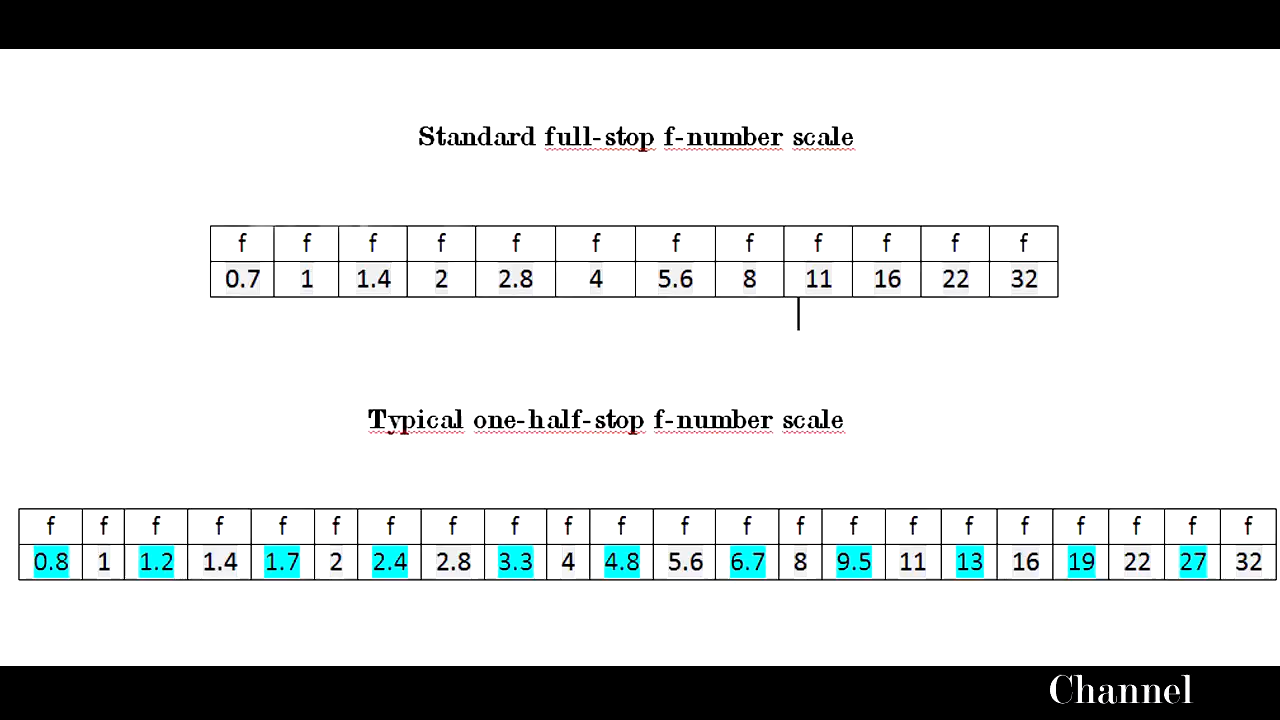 Standard full-stop f-number scale
f f f f f f f f f f f f
0.7 1 1.4 2 2.8 4 5.6 8 11 16 22 32
Typical one-half-stop f-number scale
f f f f f f f f f f f f f f f f f f f f f f
0.8 1 1.2 1.4 1.7 2 2.4 2.8 3.3 4 4.8 5.6 6.7 8 9.5 11 13 16 19 22 27 32
Channel